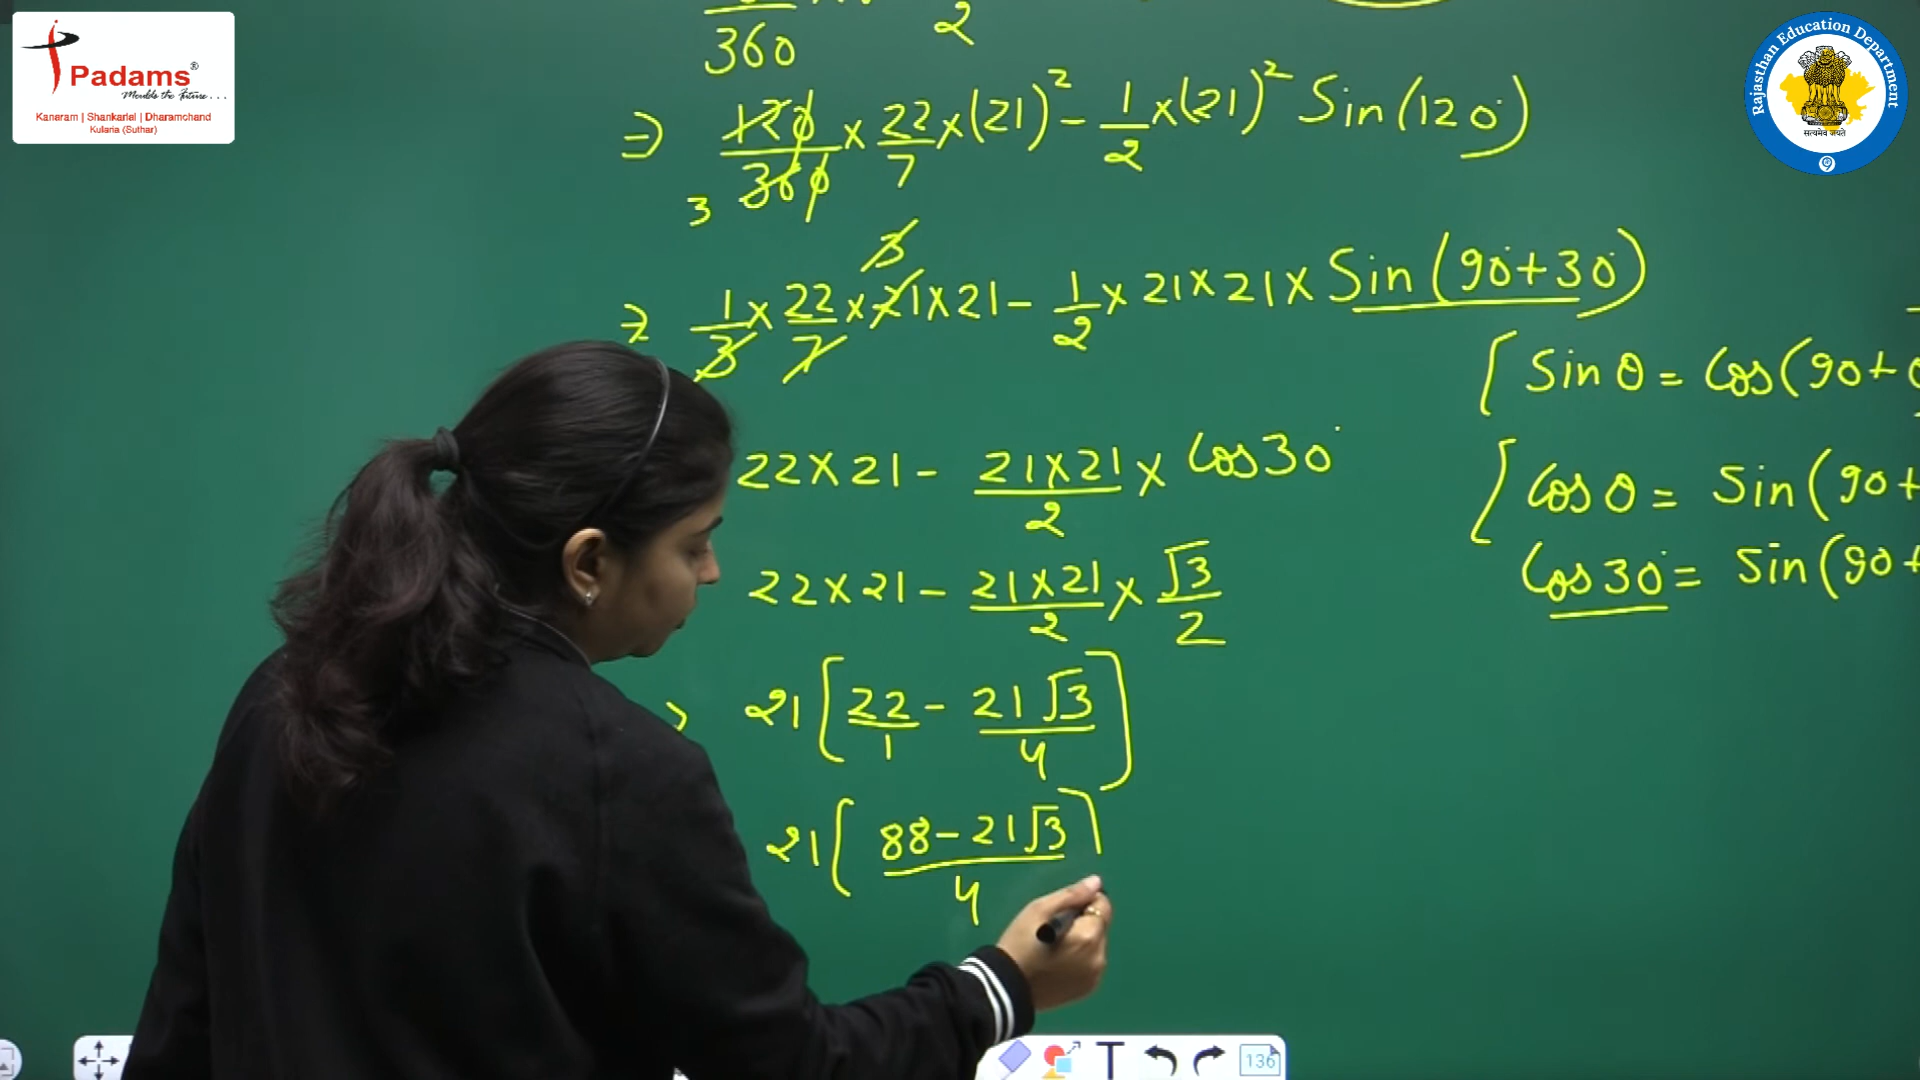 Padams®
Moulds the Future...
Kanaram | Shankarlal | Dharamchand
Kularia (Suthar)
Rajasthan Education Department
सत्यमेव जयते
360 2
⇒ 120/360 × 22/7 × (21)² - 1/2 × (21)² Sin(120°)
3
3
⇒ 1/3 × 22/7 × 21 × 21 - 1/2 × 21 × 21 × Sin(90° + 30°)
[Sin θ = Cos(90+
22 × 21 - 21×21/2 × Cos30°
[Cos θ = Sin(90+
22 × 21 - 21×21/2 × √3/2
Cos30° = Sin(90+
21[22/1 - 21√3/4]
21[88 - 21√3/4]
T 136